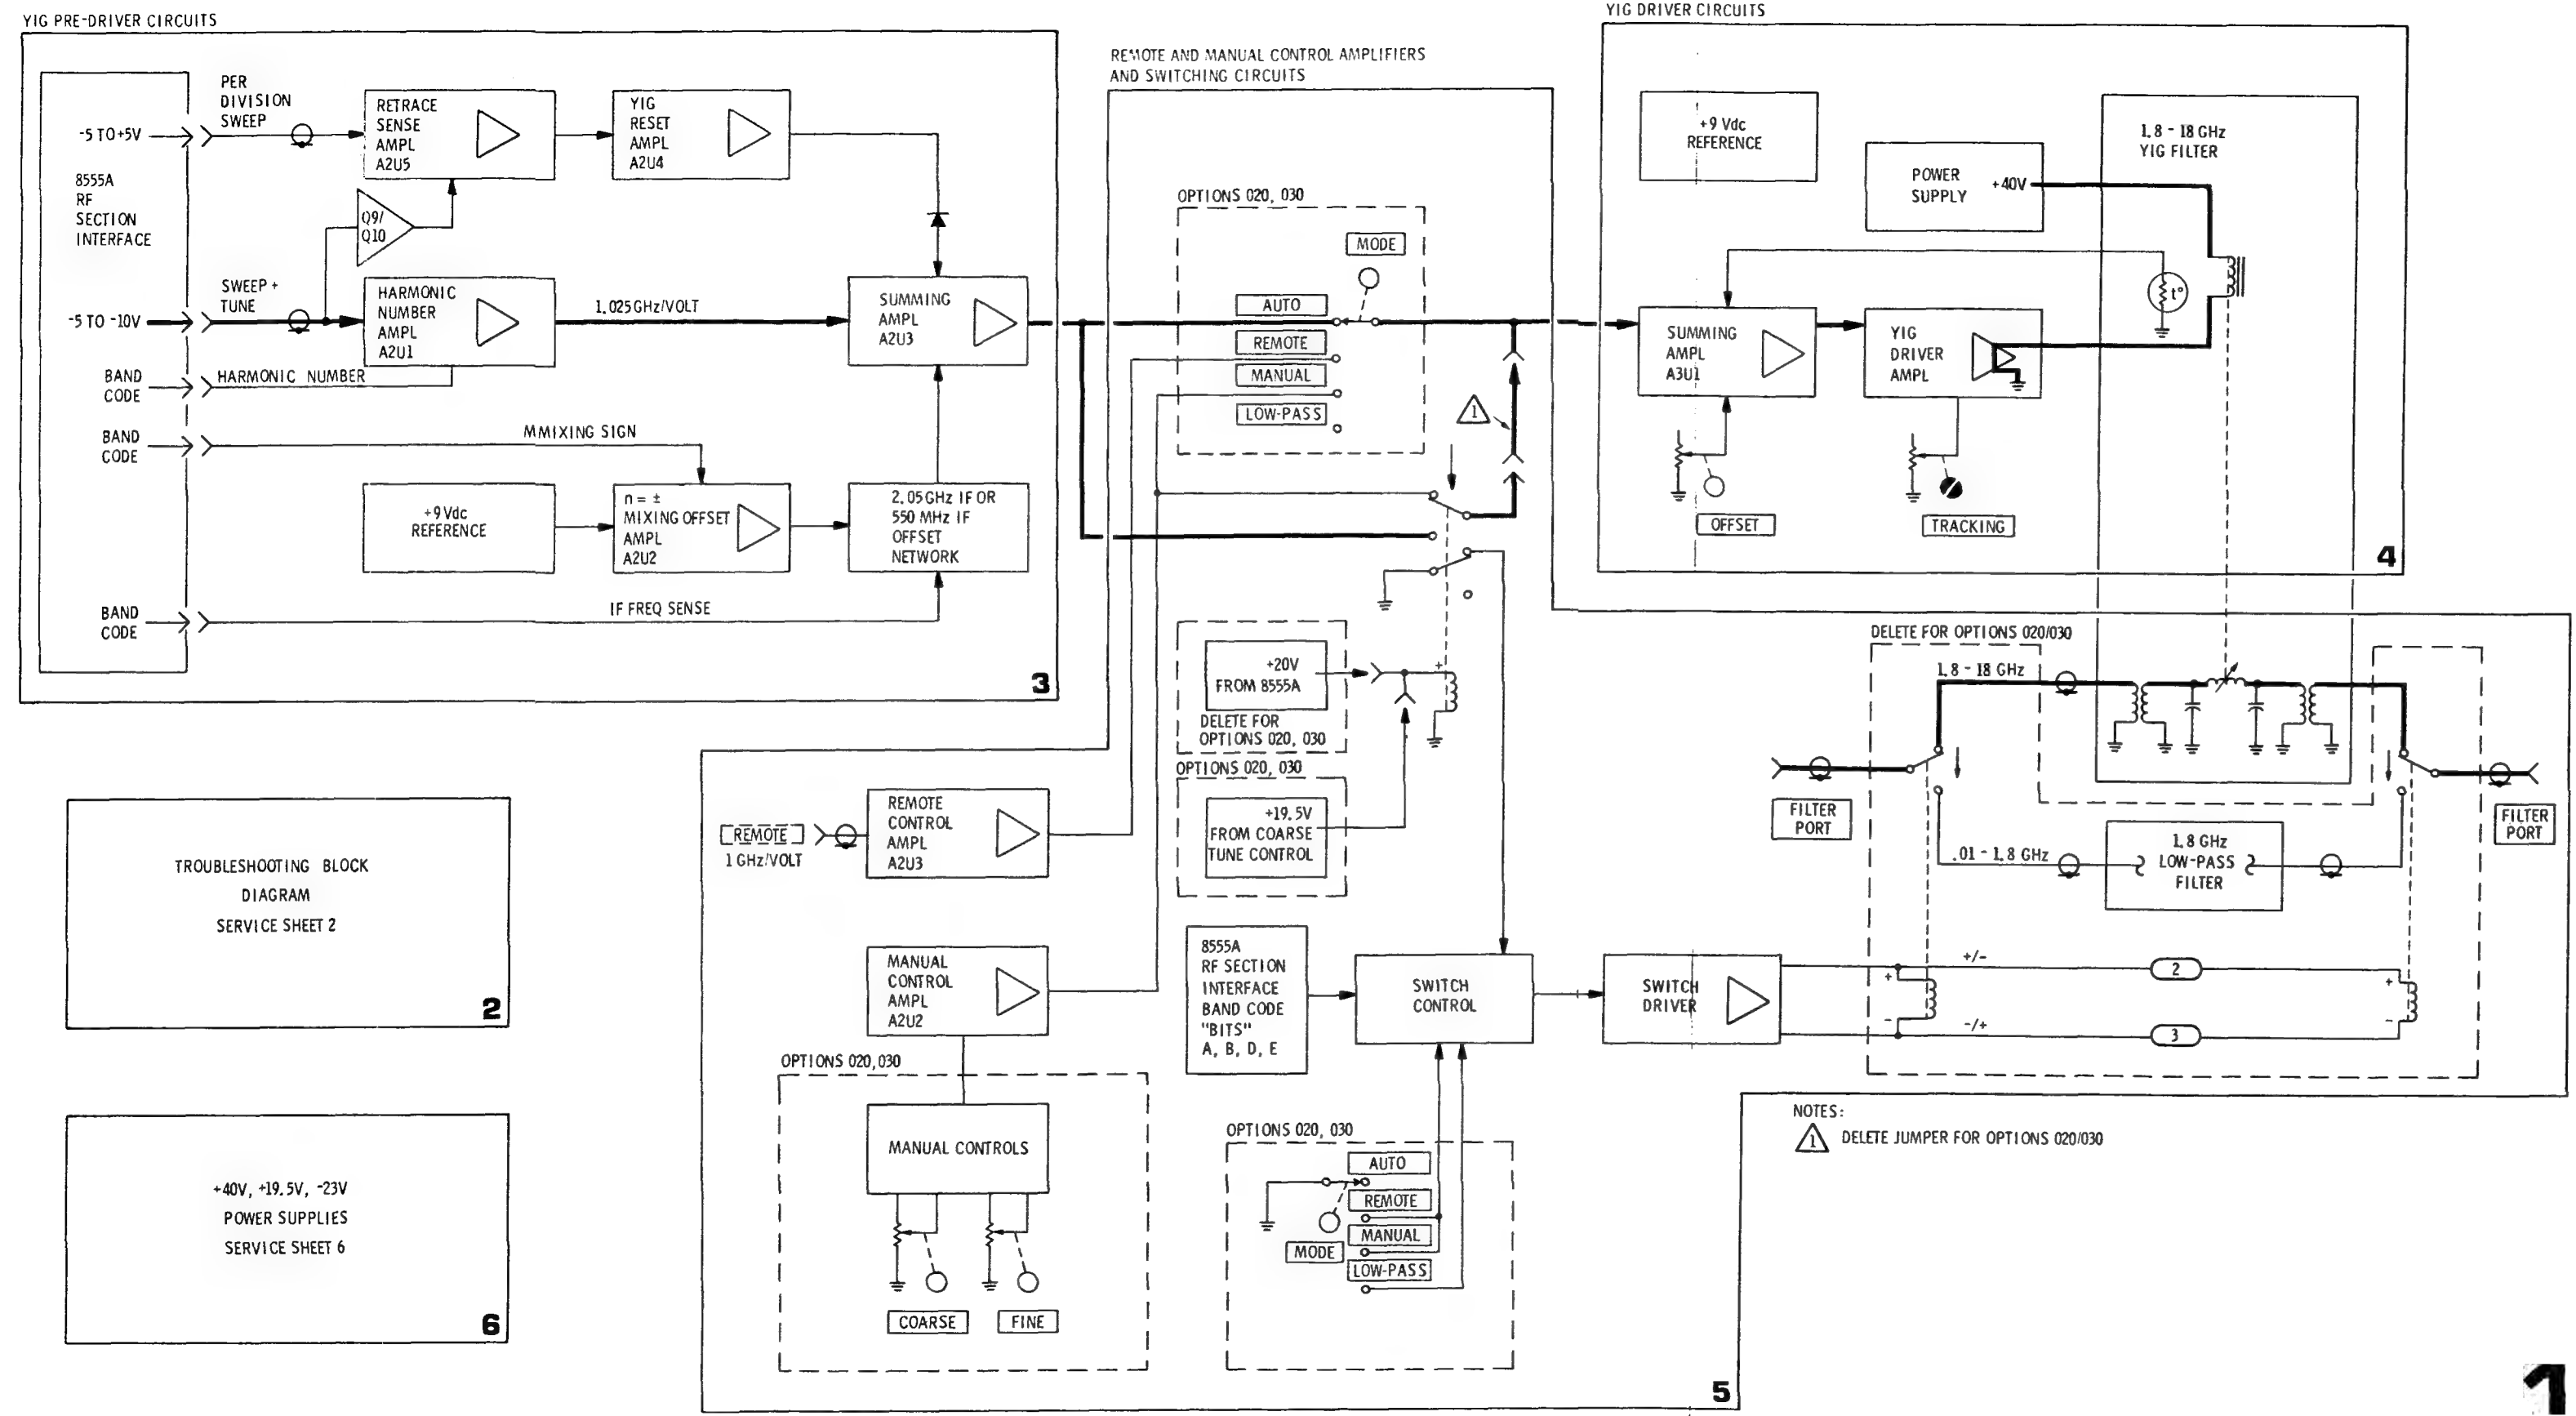 YIG PRE-DRIVER CIRCUITS
-5 TO +5V
8555A
RF
SECTION
INTERFACE
-5 TO -10V
BAND
CODE
BAND
CODE
BAND
CODE
PER
DIVISION
SWEEP
RETRACE
SENSE
AMPL
A2U5
YIG
RESET
AMPL
A2U4
Q9/
Q10
SWEEP +
TUNE
HARMONIC
NUMBER
AMPL
A2U1
1.025 GHz/VOLT
SUMMING
AMPL
A2U3
HARMONIC NUMBER
MMIXING SIGN
+9 Vdc
REFERENCE
n = ±
MIXING OFFSET
AMPL
A2U2
2.05 GHz IF OR
550 MHz IF
OFFSET
NETWORK
IF FREQ SENSE
3
REMOTE AND MANUAL CONTROL AMPLIFIERS
AND SWITCHING CIRCUITS
OPTIONS 020, 030
MODE
AUTO
REMOTE
MANUAL
LOW-PASS
1
+20V
FROM 8555A
DELETE FOR
OPTIONS 020, 030
OPTIONS 020, 030
+19.5V
FROM COARSE
TUNE CONTROL
+
REMOTE
1 GHz/VOLT
REMOTE
CONTROL
AMPL
A2U3
MANUAL
CONTROL
AMPL
A2U2
OPTIONS 020,030
MANUAL CONTROLS
COARSE
FINE
8555A
RF SECTION
INTERFACE
BAND CODE
"BITS"
A, B, D, E
SWITCH
CONTROL
SWITCH
DRIVER
OPTIONS 020, 030
AUTO
REMOTE
MANUAL
LOW-PASS
MODE
5
YIG DRIVER CIRCUITS
+9 Vdc
REFERENCE
POWER
SUPPLY
+40V
1.8 - 18 GHz
YIG FILTER
t°
SUMMING
AMPL
A3U1
YIG
DRIVER
AMPL
OFFSET
TRACKING
4
DELETE FOR OPTIONS 020/030
1.8 - 18 GHz
FILTER
PORT
FILTER
PORT
.01 - 1.8 GHz
1.8 GHz
LOW-PASS
FILTER
+
-
+/-
-/+
2
3
+
-
NOTES:
1 DELETE JUMPER FOR OPTIONS 020/030
TROUBLESHOOTING BLOCK
DIAGRAM
SERVICE SHEET 2
2
+40V, +19.5V, -23V
POWER SUPPLIES
SERVICE SHEET 6
6
1